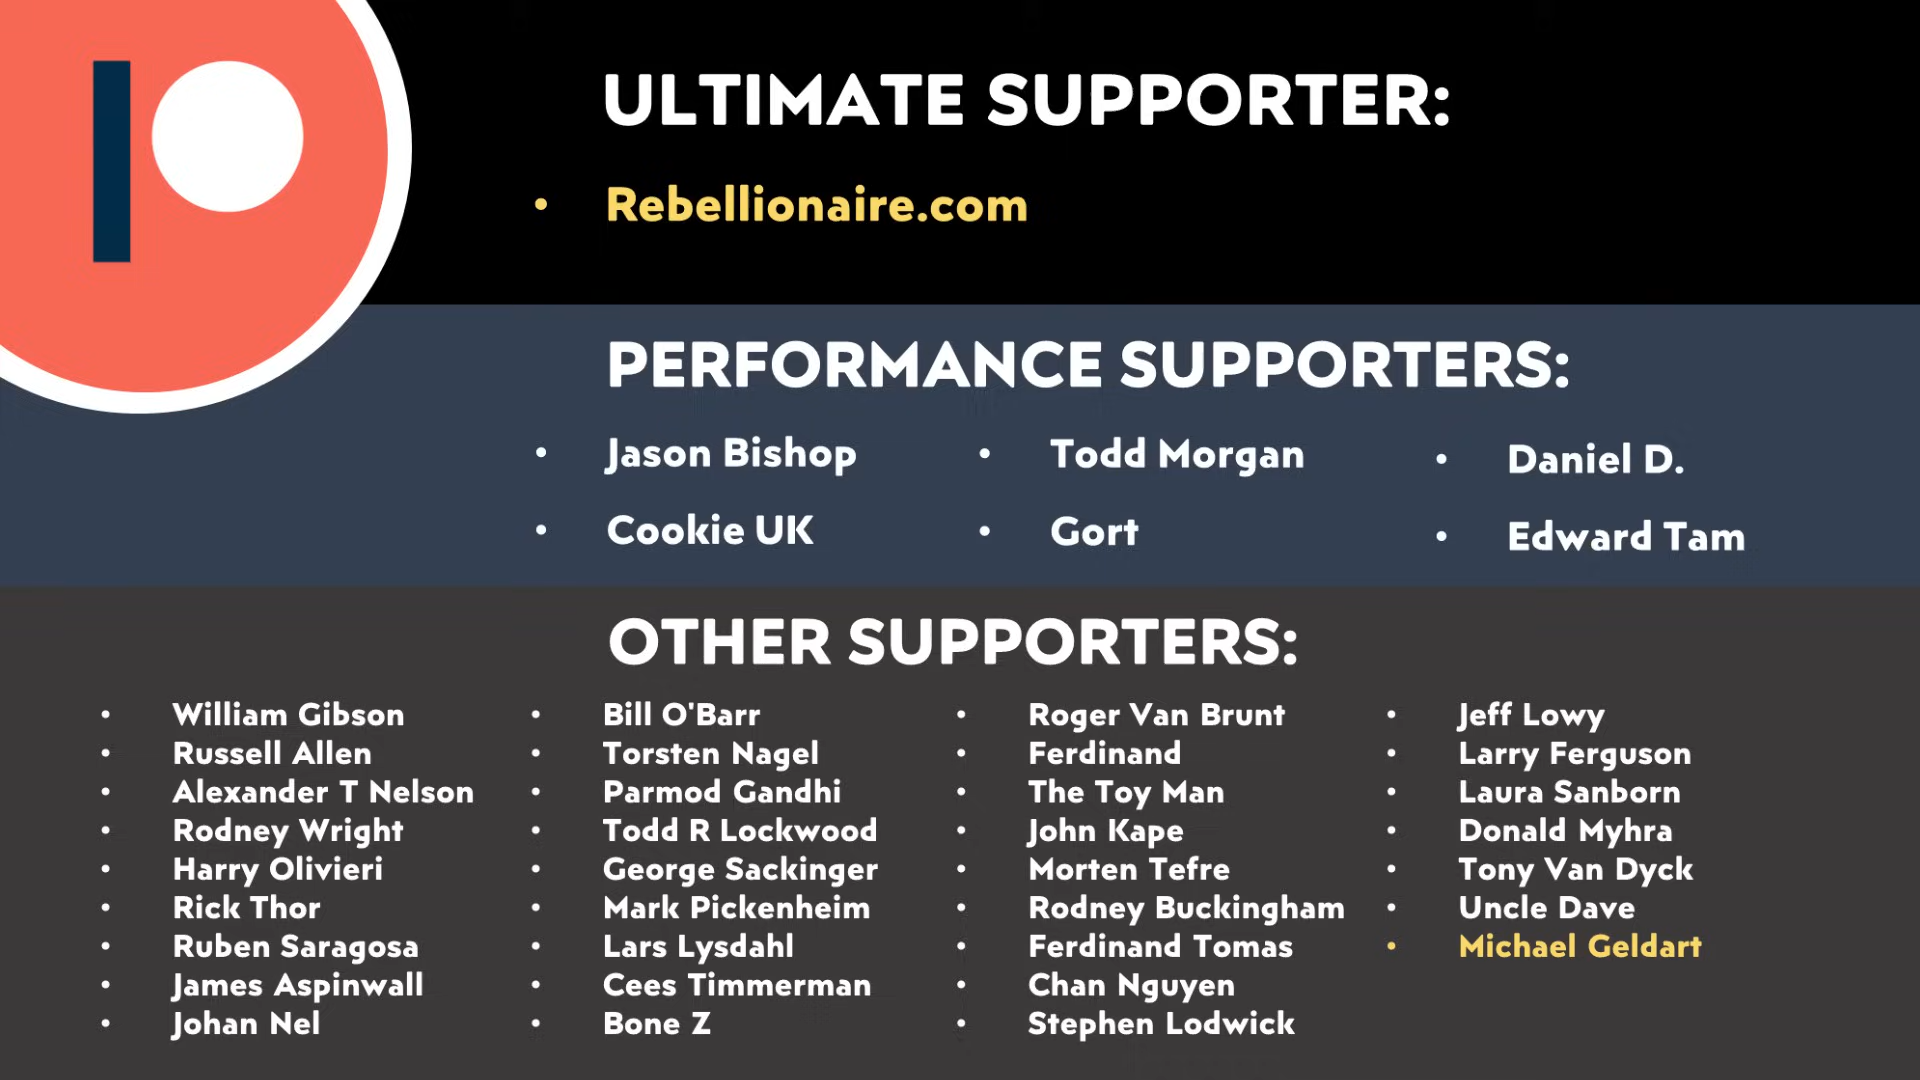 ULTIMATE SUPPORTER:
• Rebellionaire.com
PERFORMANCE SUPPORTERS:
• Jason Bishop
• Cookie UK
• Todd Morgan
• Gort
• Daniel D.
• Edward Tam
OTHER SUPPORTERS:
• William Gibson
• Russell Allen
• Alexander T Nelson
• Rodney Wright
• Harry Olivieri
• Rick Thor
• Ruben Saragosa
• James Aspinwall
• Johan Nel
• Bill O'Barr
• Torsten Nagel
• Parmod Gandhi
• Todd R Lockwood
• George Sackinger
• Mark Pickenheim
• Lars Lysdahl
• Cees Timmerman
• Bone Z
• Roger Van Brunt
• Ferdinand
• The Toy Man
• John Kape
• Morten Tefre
• Rodney Buckingham
• Ferdinand Tomas
• Chan Nguyen
• Stephen Lodwick
• Jeff Lowy
• Larry Ferguson
• Laura Sanborn
• Donald Myhra
• Tony Van Dyck
• Uncle Dave
• Michael Geldart